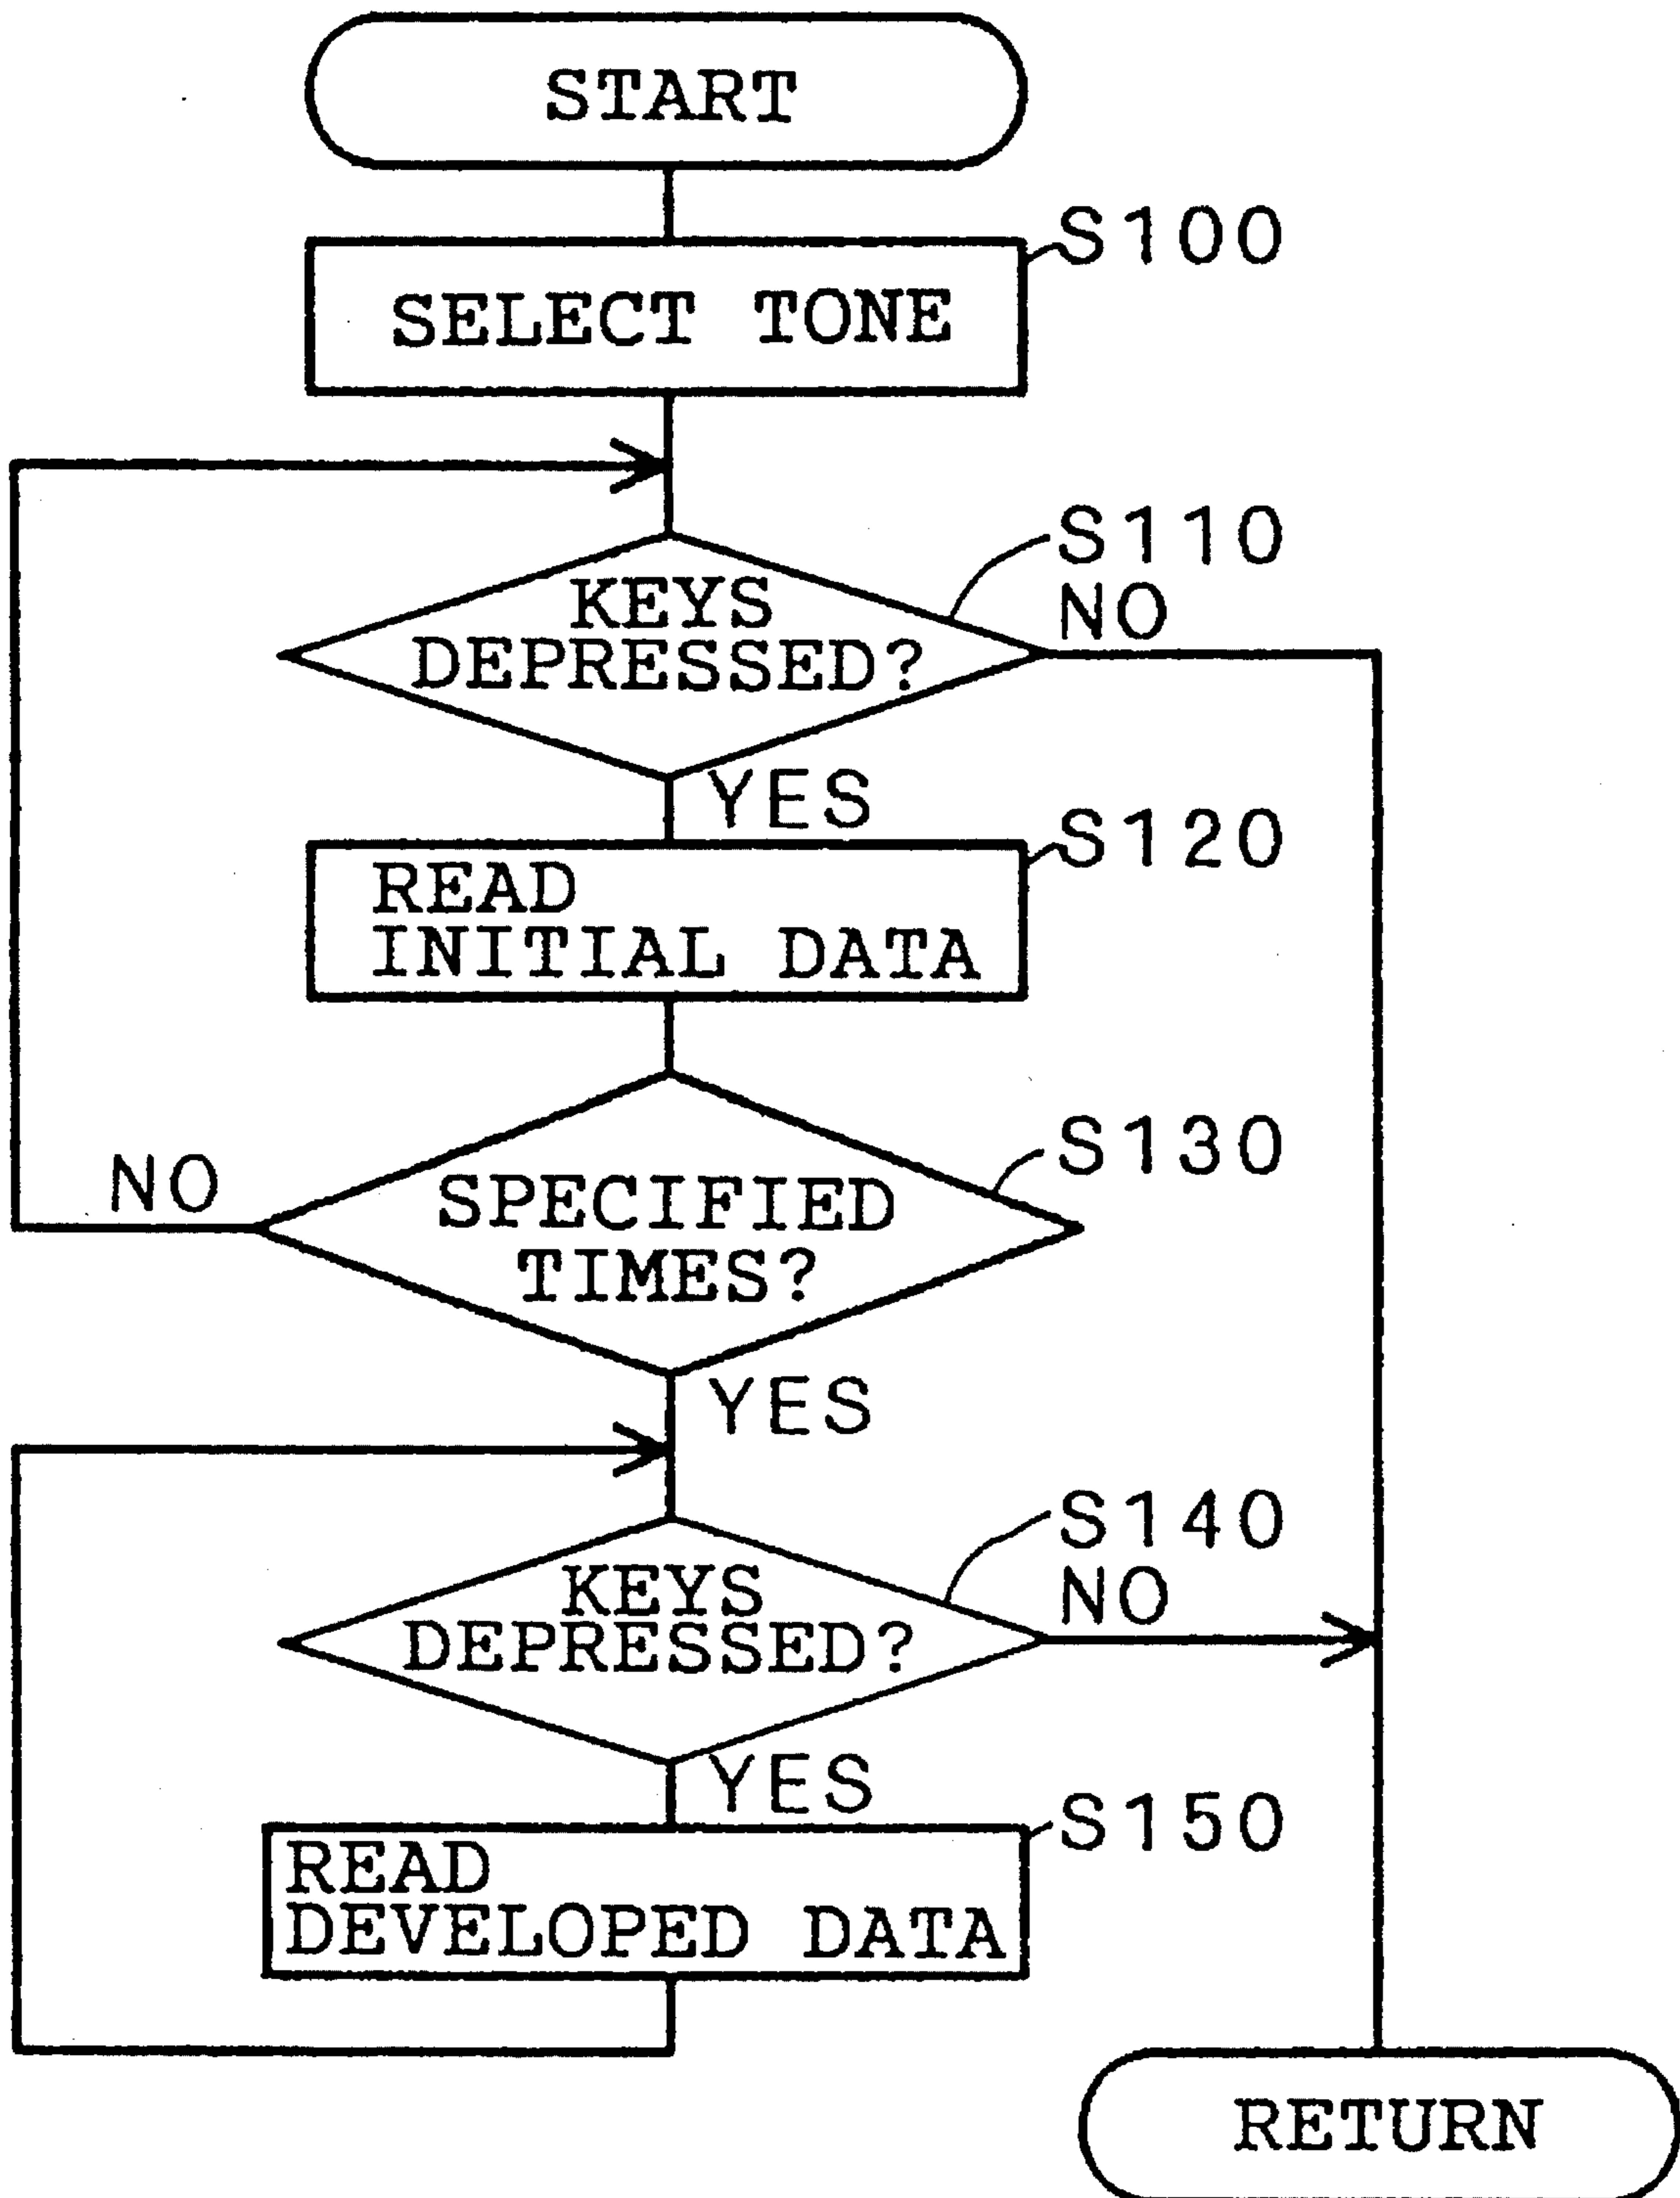 START
S100
SELECT TONE
S110
KEYS
DEPRESSED?
NO
YES
S120
READ
INITIAL DATA
S130
NO
SPECIFIED
TIMES?
YES
S140
KEYS
DEPRESSED?
NO
YES
S150
READ
DEVELOPED DATA
RETURN